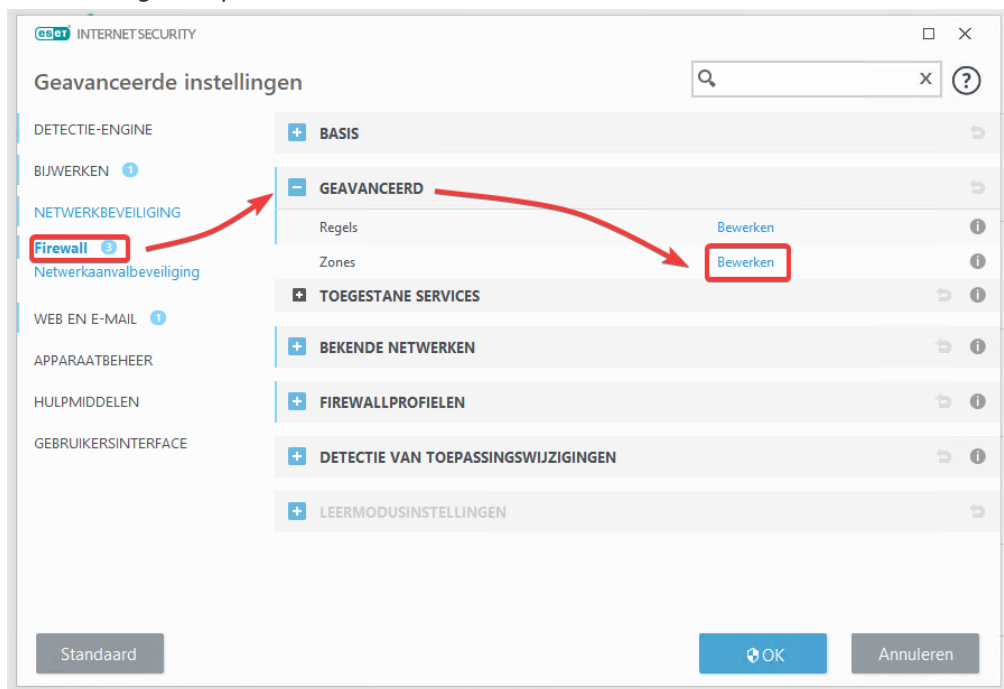 eset INTERNET SECURITY
Geavanceerde instellingen
DETECTIE-ENGINE
BIJWERKEN 1
NETWERKBEVEILIGING
Firewall 3
Netwerkaanvalbeveiliging
WEB EN E-MAIL 1
APPARAATBEHEER
HULPMIDDELEN
GEBRUIKERSINTERFACE
BASIS
GEAVANCEERD
Regels Bewerken
Zones Bewerken
TOEGESTANE SERVICES
BEKENDE NETWERKEN
FIREWALLPROFIELEN
DETECTIE VAN TOEPASSINGSWIJZIGINGEN
LEERMODUSINSTELLINGEN
Standaard OK Annuleren